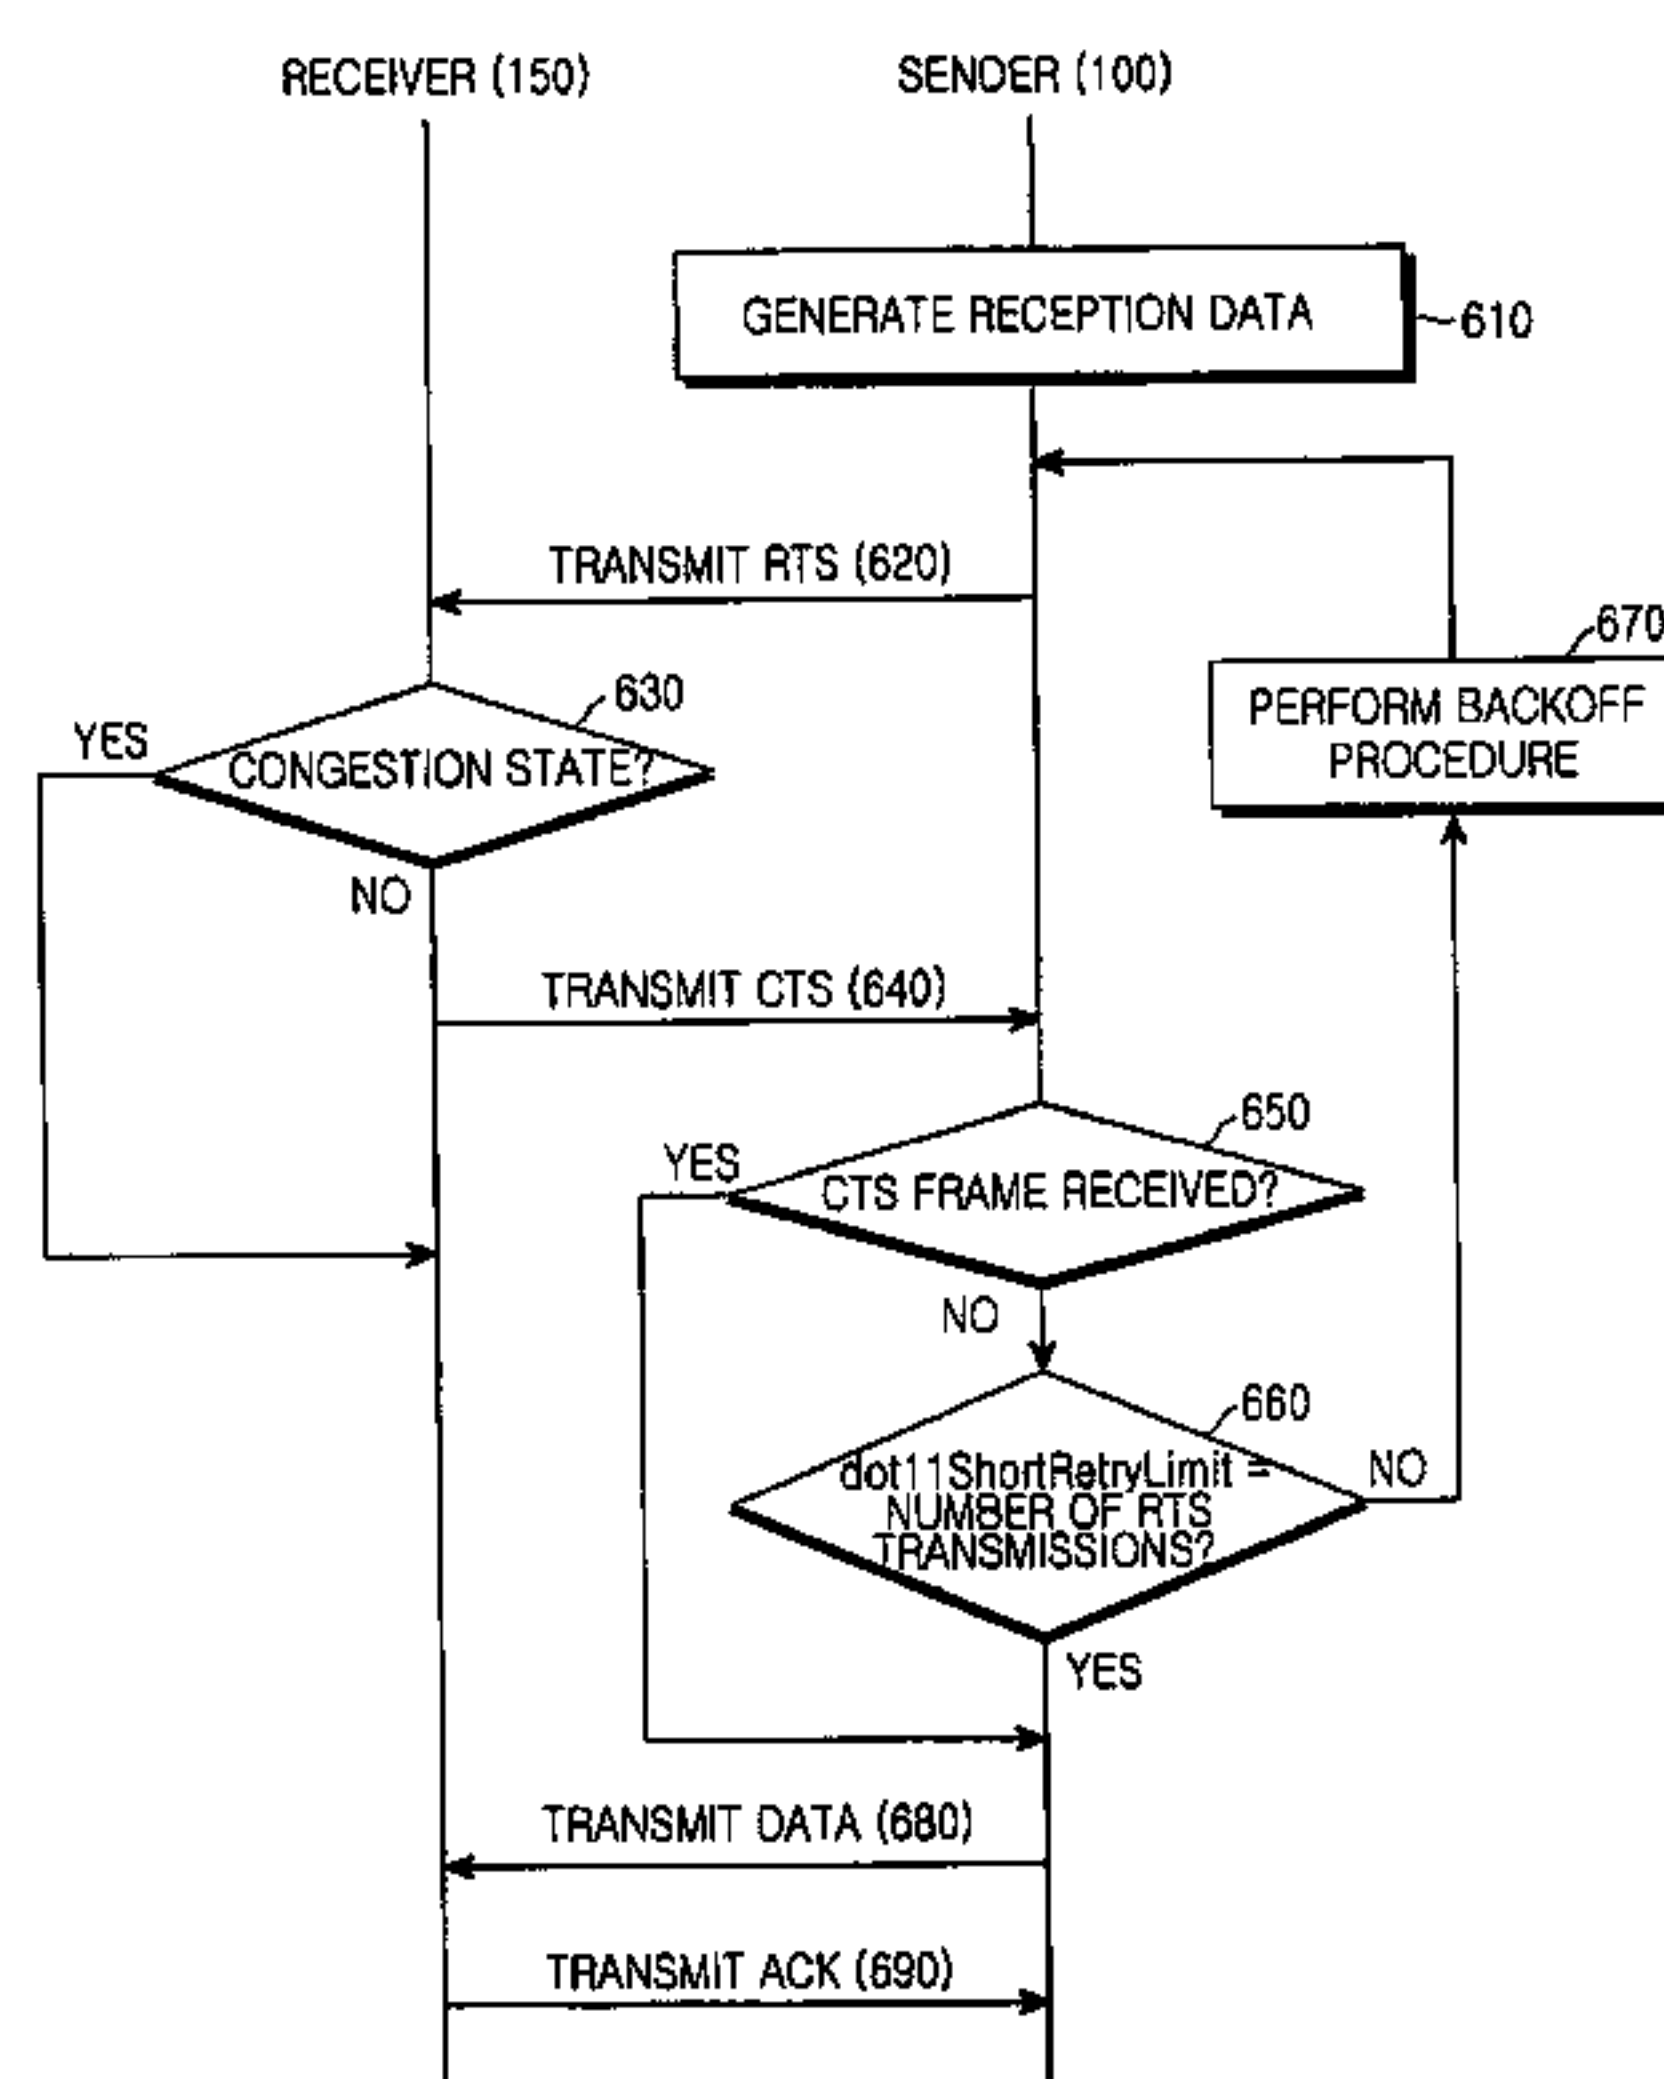 RECEIVER (150)
SENDER (100)
GENERATE RECEPTION DATA
610
TRANSMIT RTS (620)
670
PERFORM BACKOFF
PROCEDURE
630
YES
CONGESTION STATE?
NO
TRANSMIT CTS (640)
650
YES
CTS FRAME RECEIVED?
NO
660
dot11ShortRetryLimit =
NUMBER OF RTS
TRANSMISSIONS?
NO
YES
TRANSMIT DATA (680)
TRANSMIT ACK (690)